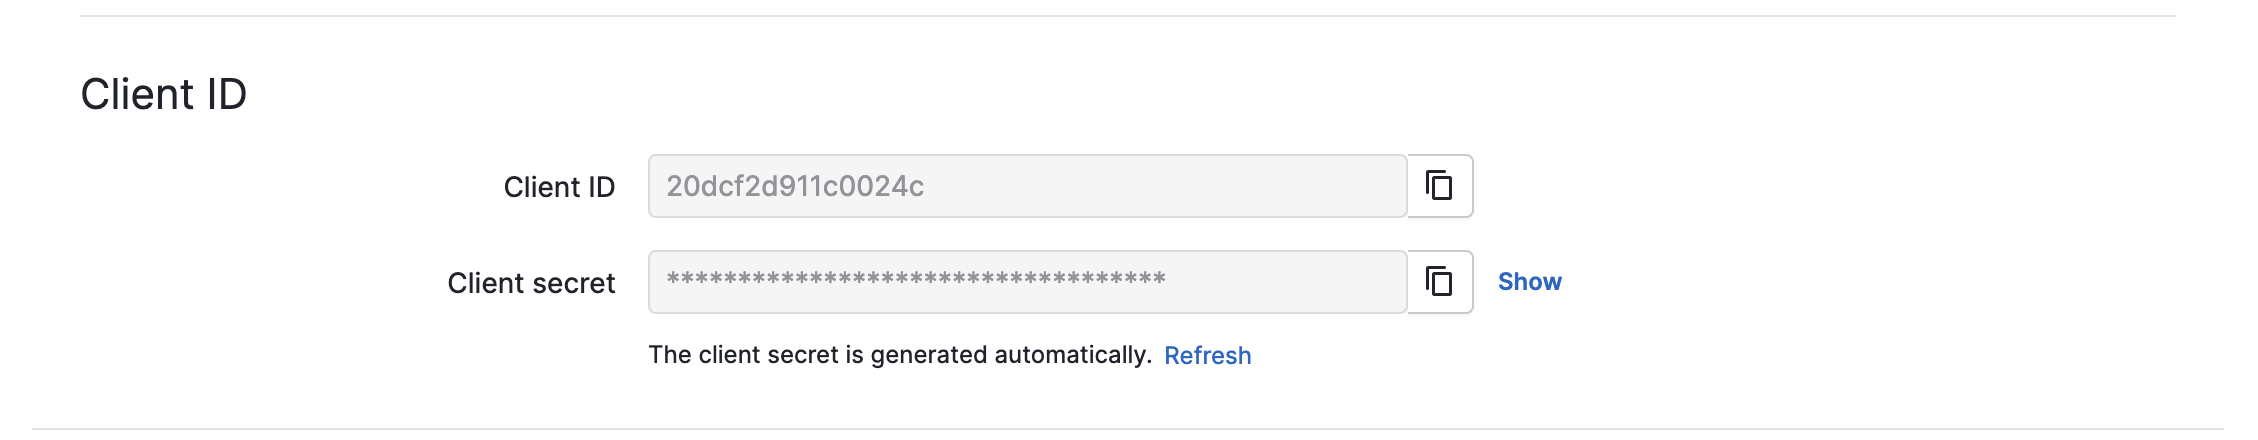 Client ID
Client ID 20dcf2d911c0024c
Client secret ***********************************
Show
The client secret is generated automatically. Refresh